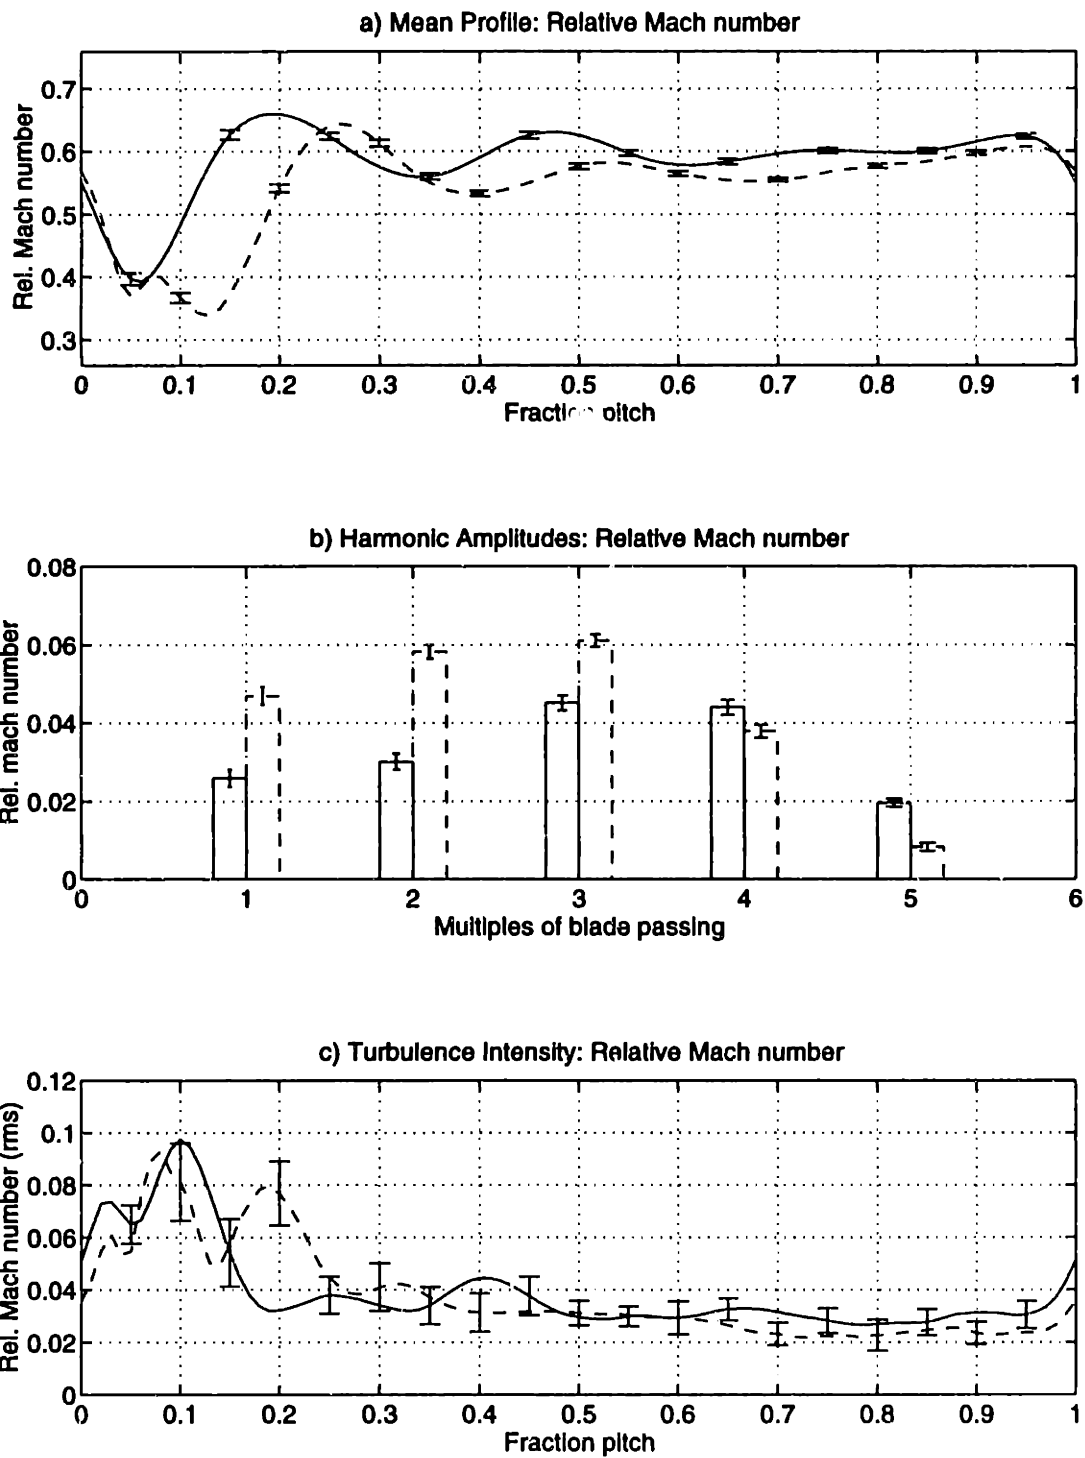 a) Mean Profile: Relative Mach number
Rel. Mach number
0.7
0.6
0.5
0.4
0.3
0 0.1 0.2 0.3 0.4 0.5 0.6 0.7 0.8 0.9 1
pitch
b) Harmonic Amplitudes: Relative Mach number
Rel. mach number
0.08
0.06
0.04
0.02
0
0 1 2 3 4 5 6
Multiples of blade passing
c) Turbulence Intensity: Relative Mach number
Rel. Mach number (rms)
0.12
0.1
0.08
0.06
0.04
0.02
0
0 0.1 0.2 0.3 0.4 0.5 0.6 0.7 0.8 0.9 1
Fraction pitch